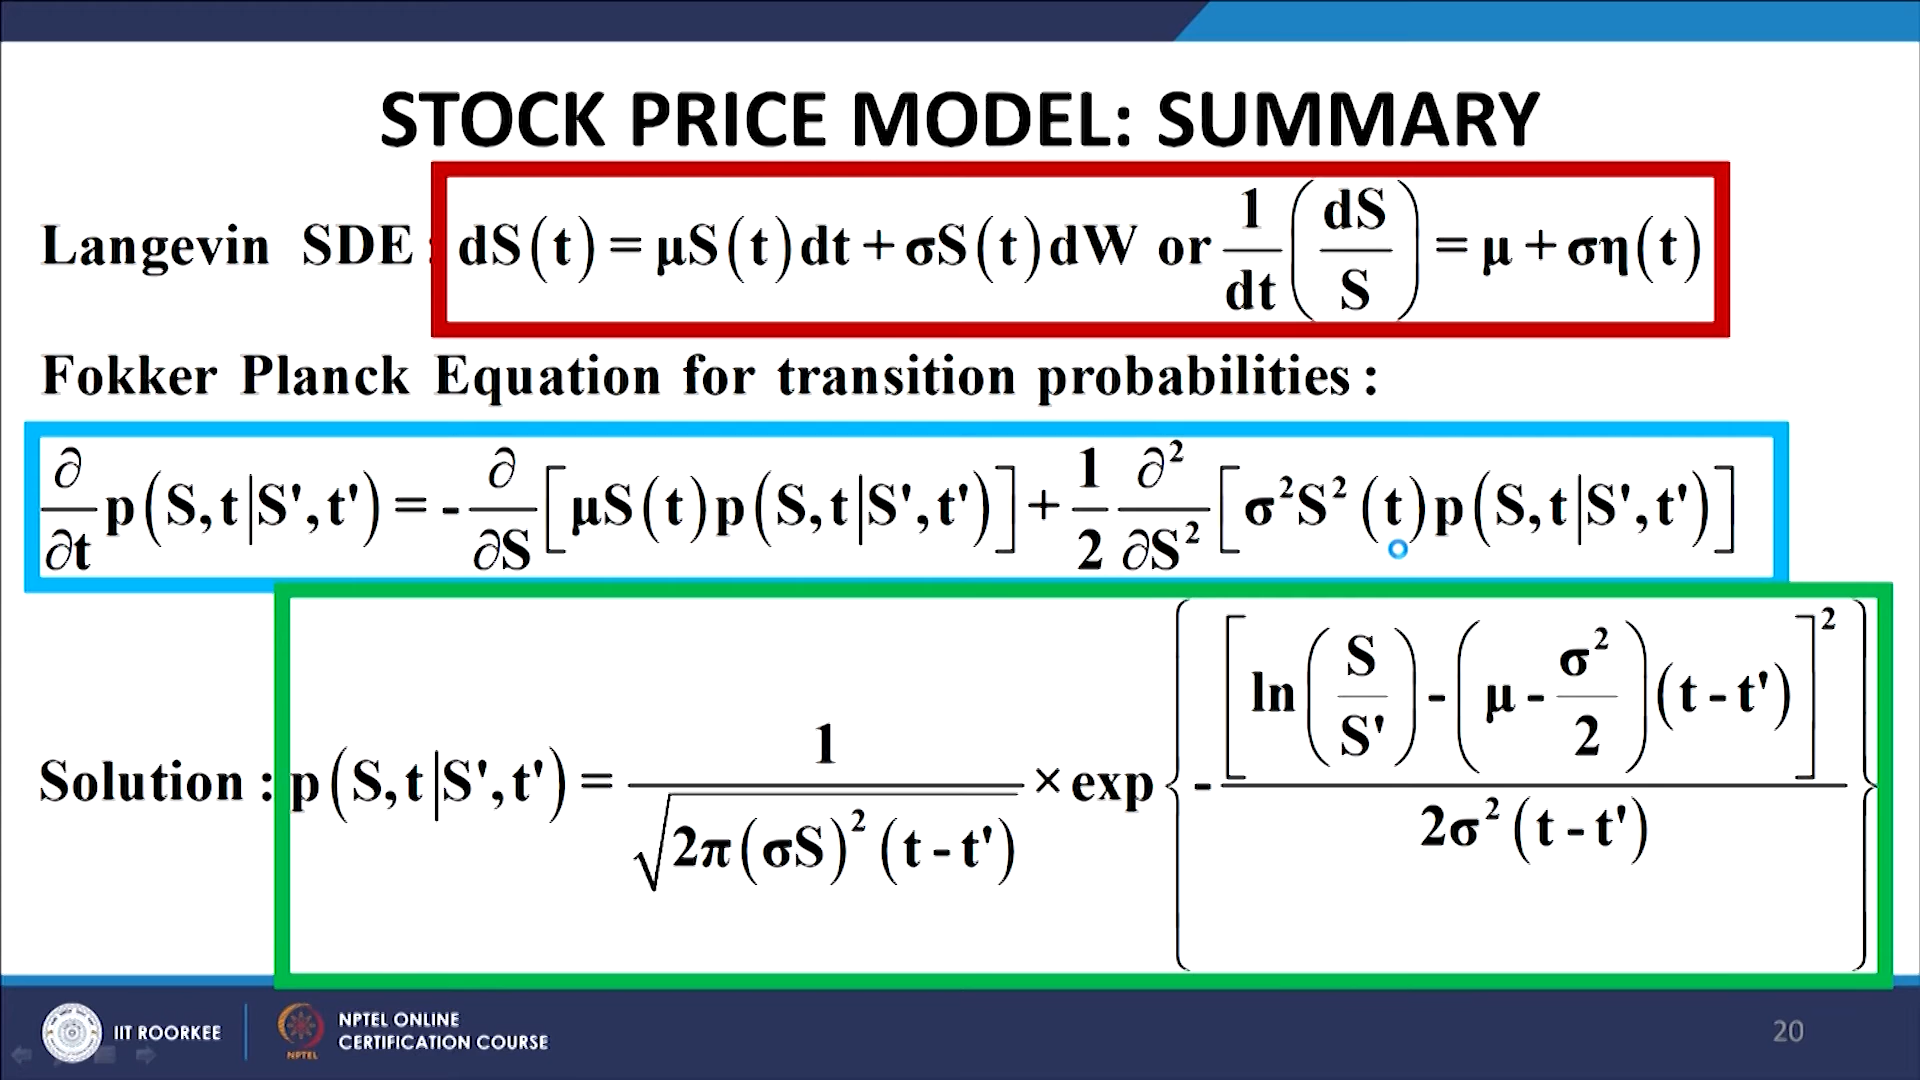 STOCK PRICE MODEL: SUMMARY
Langevin SDE : dS(t) = μS(t)dt + σS(t)dW or 1/dt (dS/S) = μ + ση(t)
Fokker Planck Equation for transition probabilities :
∂/∂t p(S,t|S',t') = - ∂/∂S [μS(t)p(S,t|S',t')] + 1/2 ∂²/∂S² [σ²S²(t)p(S,t|S',t')]
Solution : p(S,t|S',t') = 1/√(2π(σS)²(t-t')) × exp{-[ln(S/S') - (μ - σ²/2)(t-t')]²/2σ²(t-t')}
IIT ROORKEE
NPTEL
NPTEL ONLINE
CERTIFICATION COURSE
20